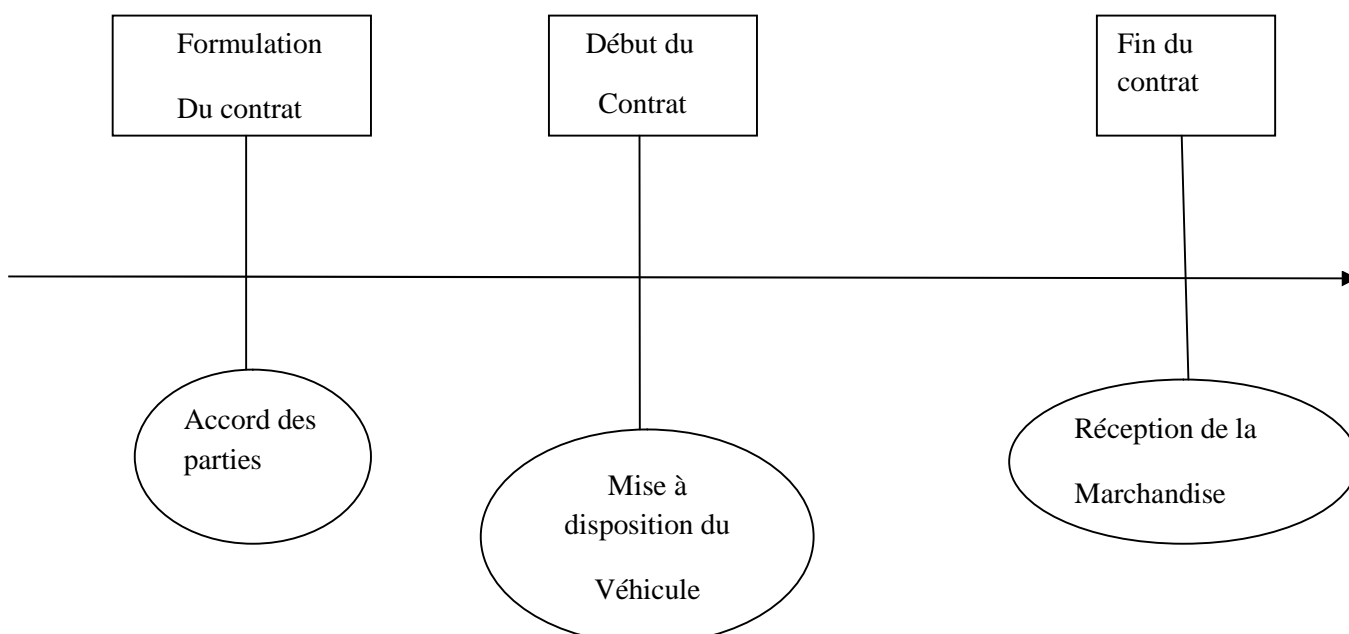 Formulation
Du contrat
Début du
Contrat
Fin du
contrat
Accord des
parties
Mise à
disposition du
Véhicule
Réception de la
Marchandise